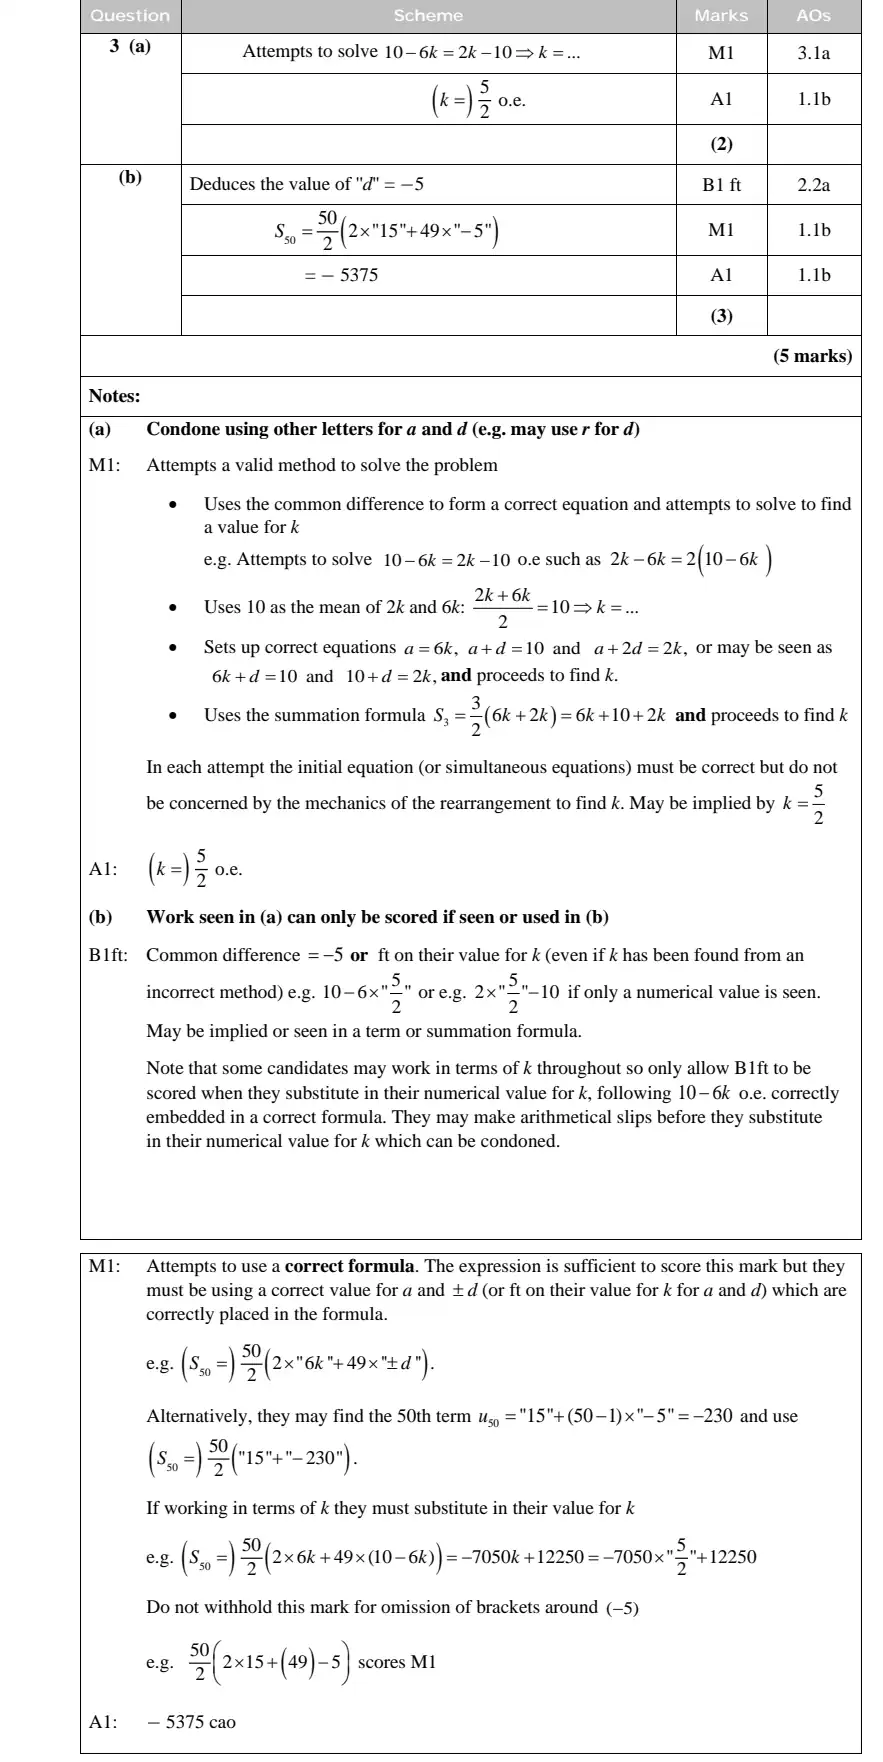 Question Scheme Marks AOs
3 (a) Attempts to solve 10 − 6k = 2k − 10 ⇒ k = ... M1 3.1a
(k =) 5/2 o.e. A1 1.1b
(2)
(b) Deduces the value of "d" = −5 B1 ft 2.2a
S₅₀ = 50/2 (2×"15"+49×"−5") M1 1.1b
= − 5375 A1 1.1b
(3)
(5 marks)
Notes:
(a) Condone using other letters for a and d (e.g. may use r for d)
M1: Attempts a valid method to solve the problem
• Uses the common difference to form a correct equation and attempts to solve to find
a value for k
e.g. Attempts to solve 10 − 6k = 2k − 10 o.e such as 2k − 6k = 2(10 − 6k )
• Uses 10 as the mean of 2k and 6k: (2k + 6k)/2 = 10 ⇒ k = ...
• Sets up correct equations a = 6k, a + d = 10 and a + 2d = 2k, or may be seen as
6k + d = 10 and 10 + d = 2k, and proceeds to find k.
• Uses the summation formula S₃ = 3/2 (6k + 2k) = 6k + 10 + 2k and proceeds to find k
In each attempt the initial equation (or simultaneous equations) must be correct but do not
be concerned by the mechanics of the rearrangement to find k. May be implied by k = 5/2
A1: (k =) 5/2 o.e.
(b) Work seen in (a) can only be scored if seen or used in (b)
B1ft: Common difference = −5 or ft on their value for k (even if k has been found from an
incorrect method) e.g. 10 − 6×"5/2" or e.g. 2×"5/2"−10 if only a numerical value is seen.
May be implied or seen in a term or summation formula.
Note that some candidates may work in terms of k throughout so only allow B1ft to be
scored when they substitute in their numerical value for k, following 10 − 6k o.e. correctly
embedded in a correct formula. They may make arithmetical slips before they substitute
in their numerical value for k which can be condoned.
M1: Attempts to use a correct formula. The expression is sufficient to score this mark but they
must be using a correct value for a and ± d (or ft on their value for k for a and d) which are
correctly placed in the formula.
e.g. (S₅₀ =) 50/2 (2×"6k"+49×"± d").
Alternatively, they may find the 50th term u₅₀ = "15"+(50−1)×"−5" = −230 and use
(S₅₀ =) 50/2 ("15"+"−230").
If working in terms of k they must substitute in their value for k
e.g. (S₅₀ =) 50/2 (2×6k + 49×(10 − 6k)) = −7050k +12250 = −7050×"5/2"+12250
Do not withhold this mark for omission of brackets around (−5)
e.g. 50/2 (2×15+(49)−5) scores M1
A1: − 5375 cao